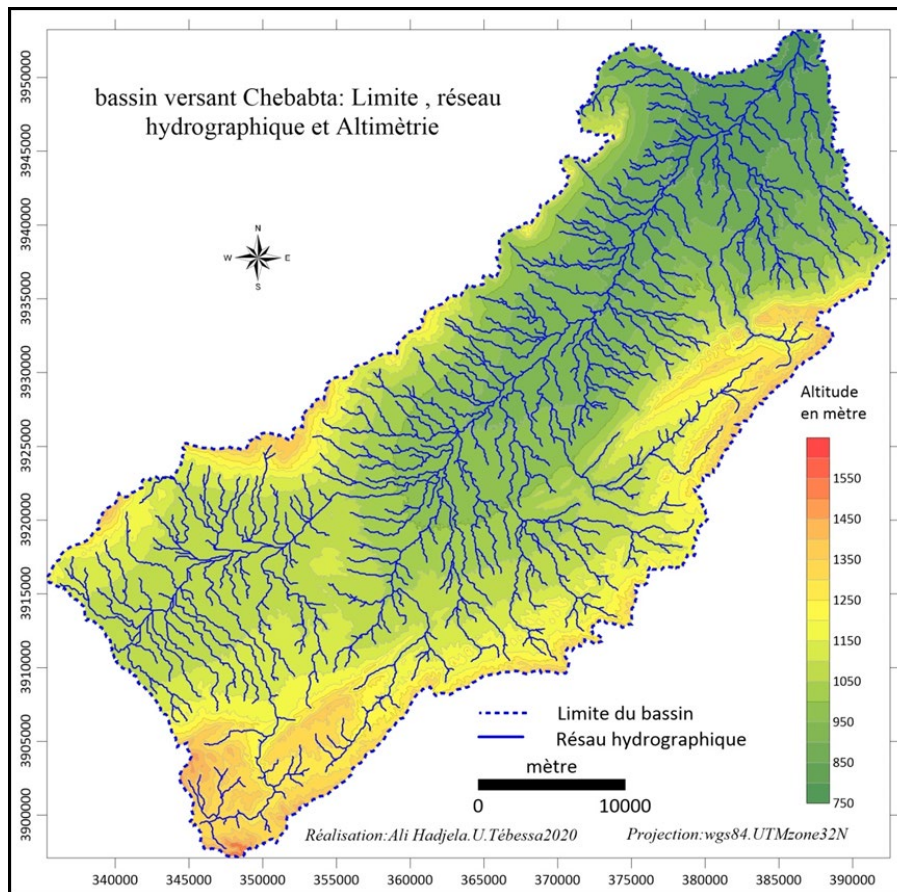 bassin versant Chebabta: Limite , réseau
hydrographique et Altimètrie
N
W E
S
Altitude
en mètre
1550
1450
1350
1250
1150
1050
950
850
750
Limite du bassin
Résau hydrographique
mètre
0 10000
Réalisation:Ali Hadjela.U.Tébessa2020 Projection:wgs84.UTMzone32N
3950000
3945000
3940000
3935000
3930000
3925000
3920000
3915000
3910000
3905000
3900000
340000 345000 350000 355000 360000 365000 370000 375000 380000 385000 390000